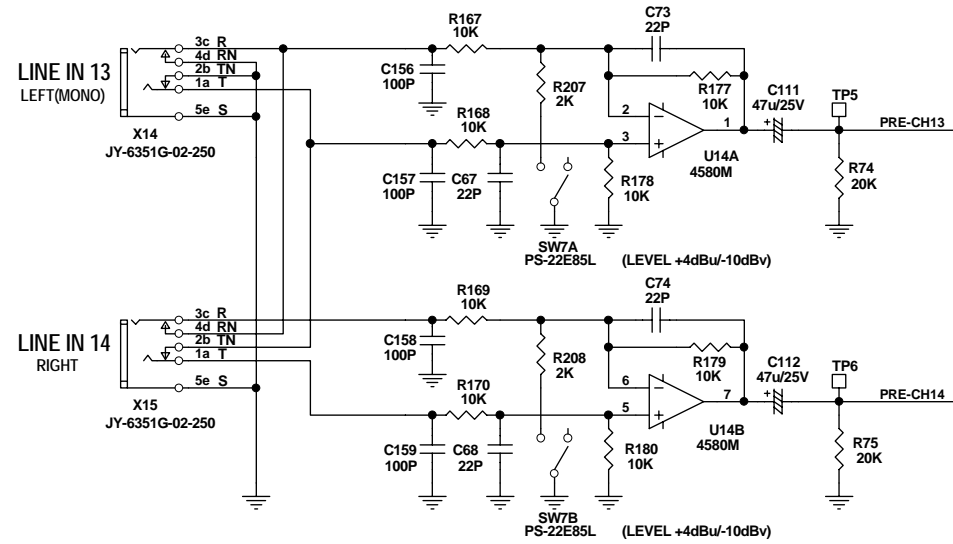 LINE IN 13
LEFT(MONO)
3c R
4d RN
2b TN
1a T
5e S
X14
JY-6351G-02-250
R167
10K
C156
100P
R168
10K
C157
100P
C67
22P
R207
2K
SW7A
PS-22E85L
(LEVEL +4dBu/-10dBv)
C73
22P
R177
10K
2
3
1
U14A
4580M
R178
10K
C111
+
47u/25V
TP5
PRE-CH13
R74
20K
LINE IN 14
RIGHT
3c R
4d RN
2b TN
1a T
5e S
X15
JY-6351G-02-250
R169
10K
C158
100P
R170
10K
C159
100P
C68
22P
R208
2K
SW7B
PS-22E85L
(LEVEL +4dBu/-10dBv)
C74
22P
R179
10K
6
5
7
U14B
4580M
R180
10K
C112
47u/25V
+
TP6
PRE-CH14
R75
20K